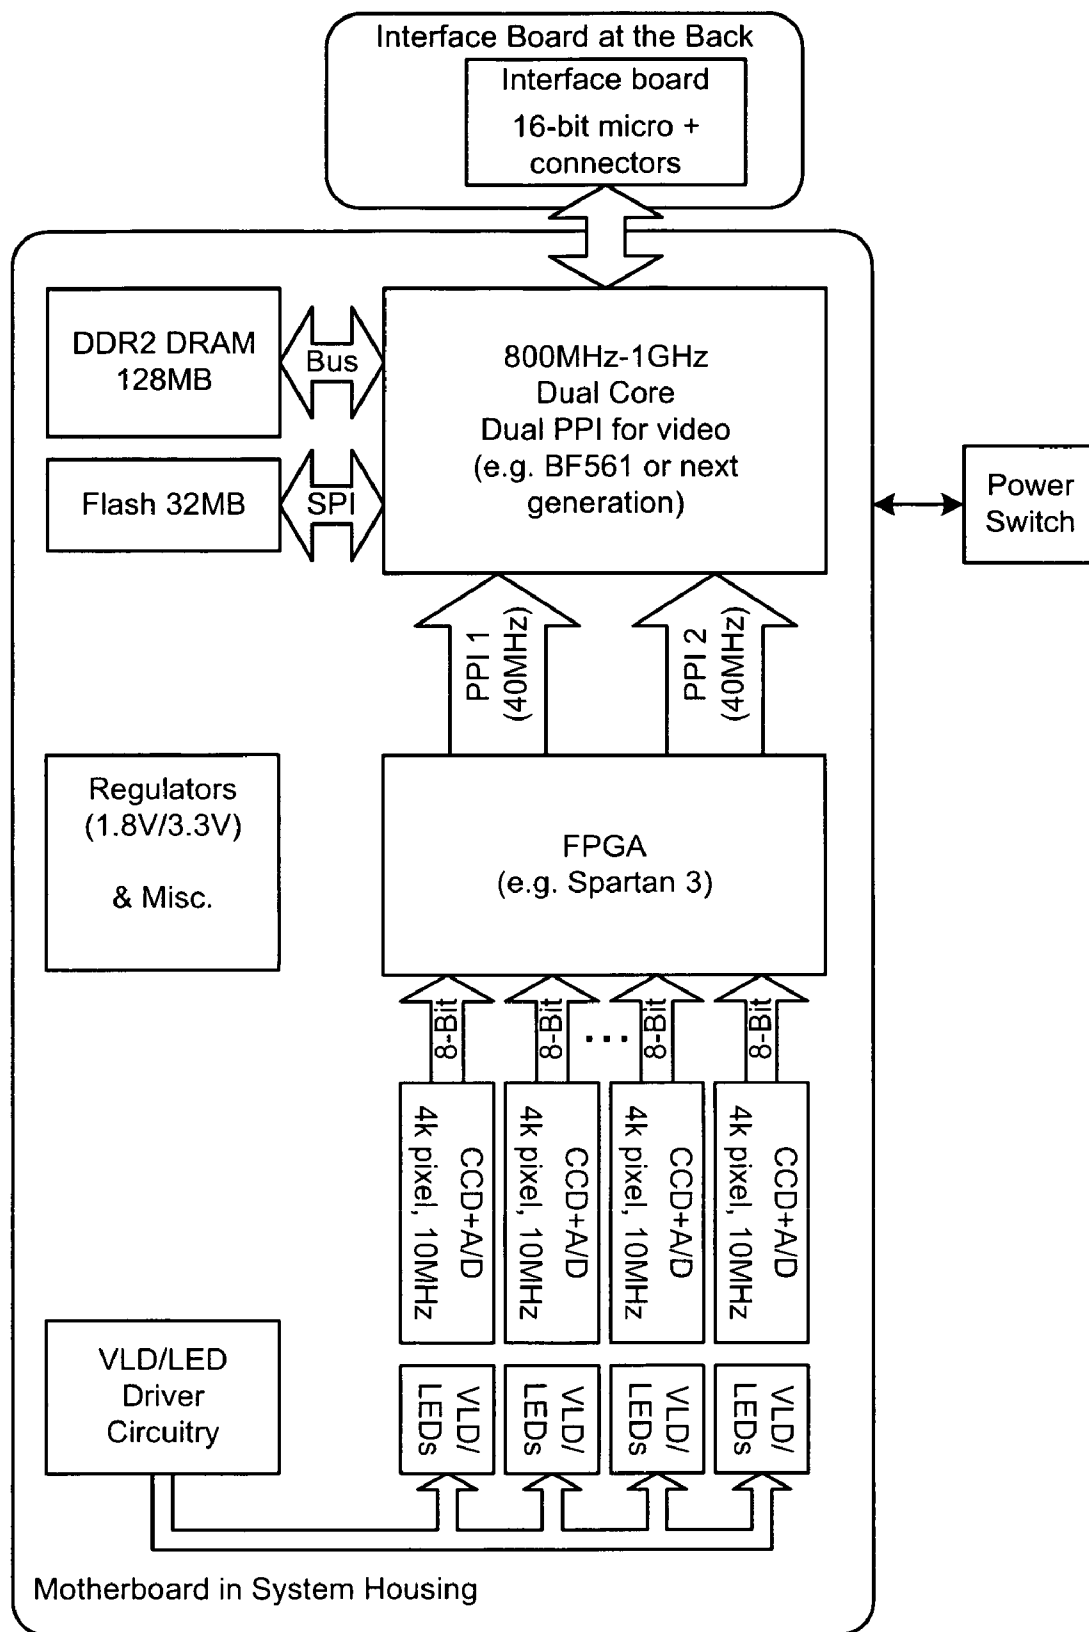 Interface Board at the Back
Interface board
16-bit micro +
connectors
DDR2 DRAM
128MB
Bus
800MHz-1GHz
Dual Core
Dual PPI for video
(e.g. BF561 or next
generation)
Flash 32MB
SPI
Power
Switch
PPI 1
(40MHz)
PPI 2
(40MHz)
Regulators
(1.8V/3.3V)
& Misc.
FPGA
(e.g. Spartan 3)
8-Bit
8-Bit
...
8-Bit
8-Bit
CCD+A/D
4k pixel, 10MHz
CCD+A/D
4k pixel, 10MHz
CCD+A/D
4k pixel, 10MHz
CCD+A/D
4k pixel, 10MHz
VLD/LED
Driver
Circuitry
VLD/
LEDs
VLD/
LEDs
VLD/
LEDs
VLD/
LEDs
Motherboard in System Housing